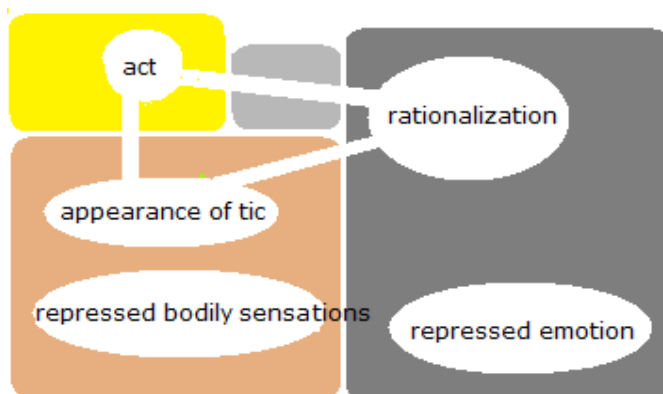 act
rationalization
appearance of tic
repressed bodily sensations
repressed emotion